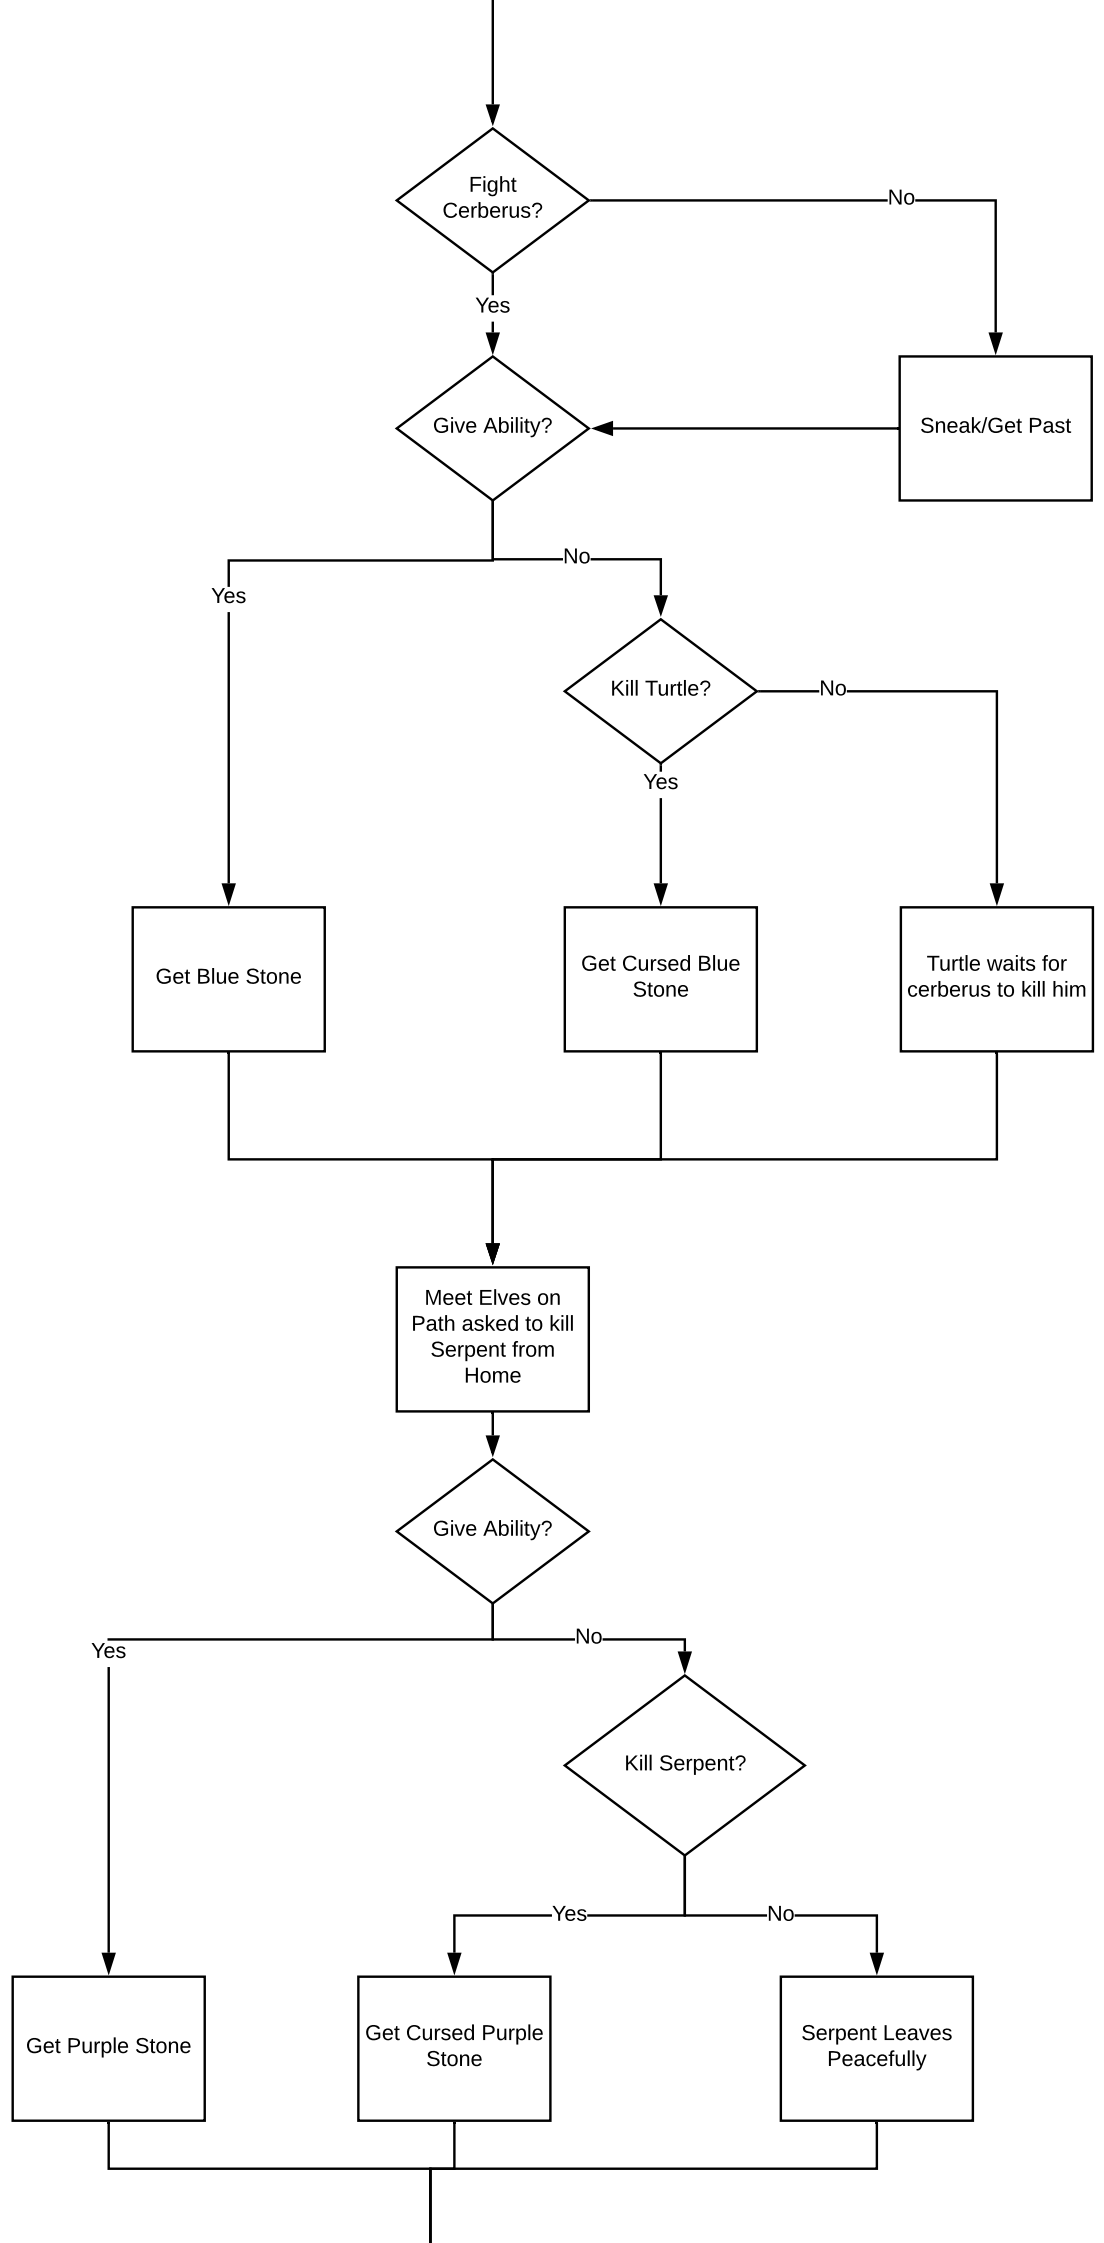 Fight
Cerberus?
No
Yes
Give Ability?
Sneak/Get Past
No
Yes
Kill Turtle?
No
Yes
Get Blue Stone
Get Cursed Blue
Stone
Turtle waits for
cerberus to kill him
Meet Elves on
Path asked to kill
Serpent from
Home
Give Ability?
Yes
No
Kill Serpent?
Yes
No
Get Purple Stone
Get Cursed Purple
Stone
Serpent Leaves
Peacefully